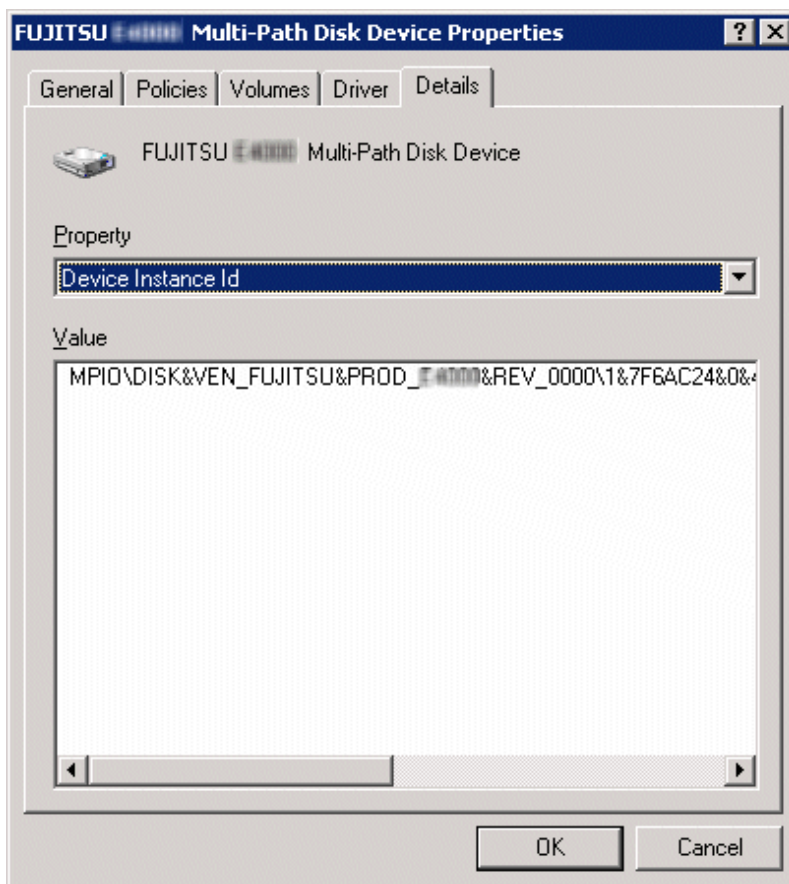 FUJITSU Multi-Path Disk Device Properties
General Policies Volumes Driver Details
FUJITSU Multi-Path Disk Device
Property
Device Instance Id
Value
MPIO\DISK&VEN_FUJITSU&PROD_ &REV_0000\1&7F6AC24&0&4
OK Cancel